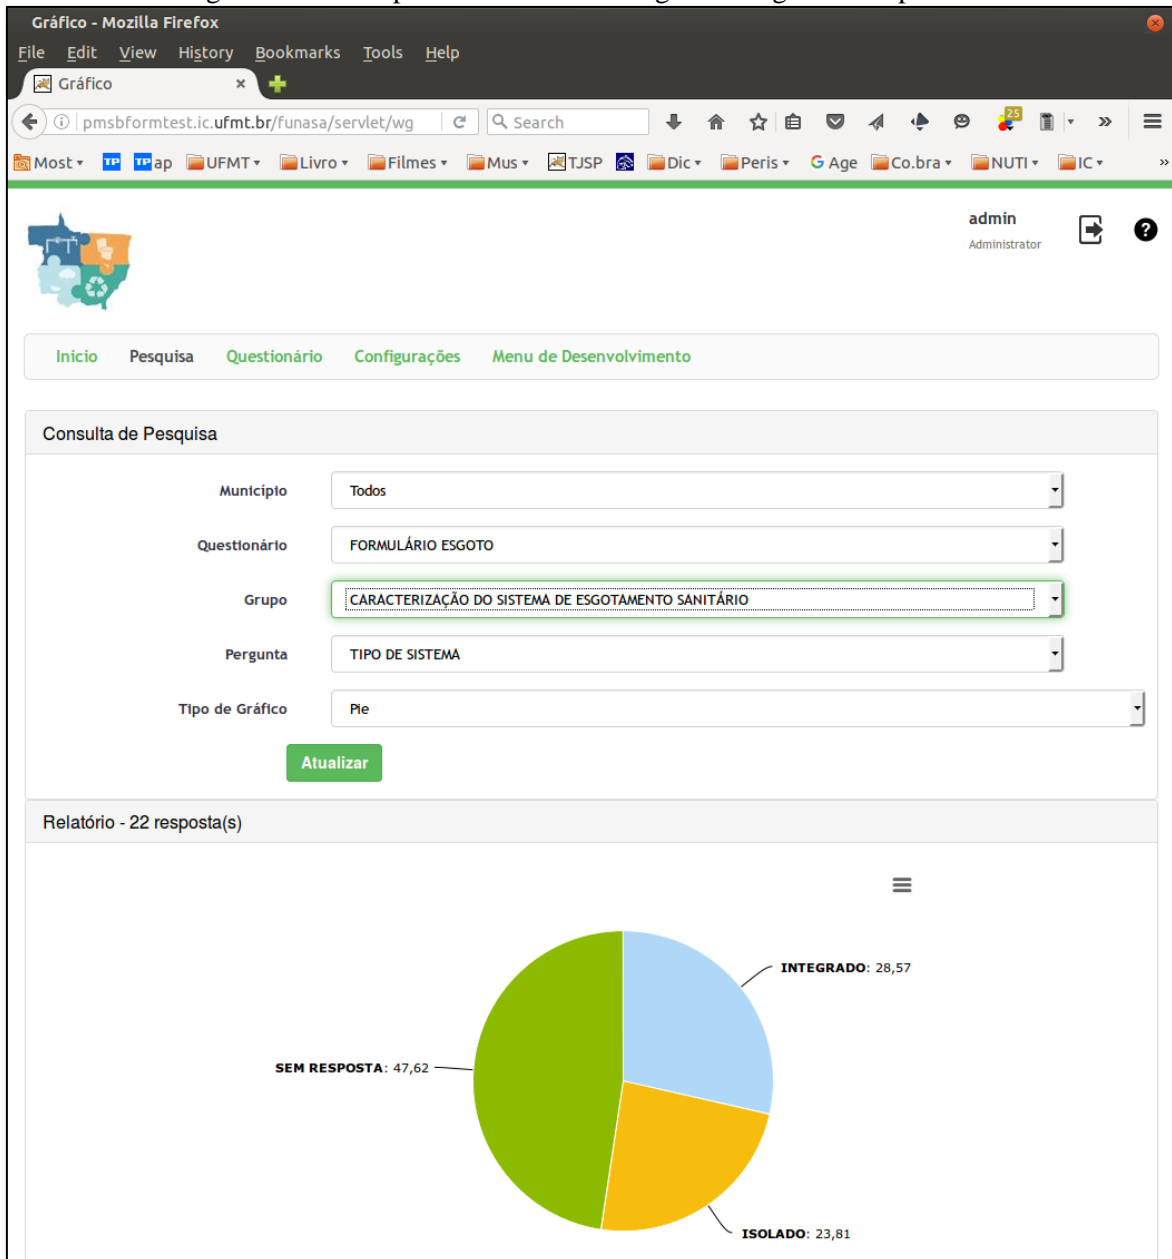 Gráfico - Mozilla Firefox
File Edit View History Bookmarks Tools Help
Gráfico
pmsbformtest.ic.ufmt.br/funasa/servlet/wg Search 25
Most TP TP ap UFMT Livro Filmes Mus TJSP Dic Peris G Age Co.bra NUTI IC »
admin
Administrator
Inicio Pesquisa Questionário Configurações Menu de Desenvolvimento
Consulta de Pesquisa
Município Todos
Questionário FORMULÁRIO ESGOTO
Grupo CARACTERIZAÇÃO DO SISTEMA DE ESGOTAMENTO SANITÁRIO
Pergunta TIPO DE SISTEMA
Tipo de Gráfico Pie
Atualizar
Relatório - 22 resposta(s)
INTEGRADO: 28,57
SEM RESPOSTA: 47,62
ISOLADO: 23,81